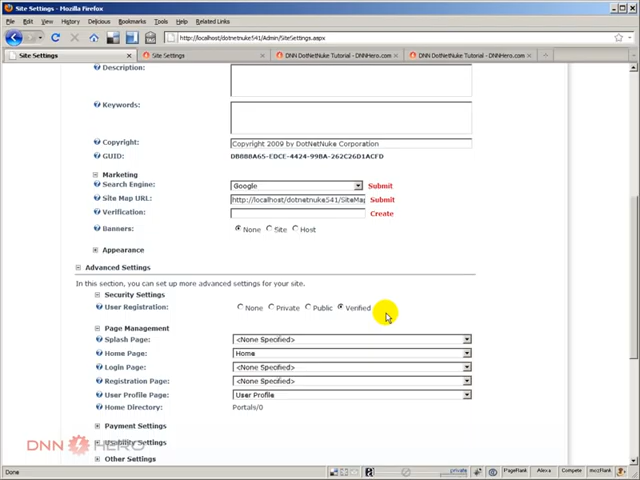 Site Settings - Mozilla Firefox
File Edit View History Delicious Bookmarks Tools Help Related Links
http://localhost/dotnetnuke541/Admin/SiteSettings.aspx
Site Settings
Site Settings
DNN DotNetNuke Tutorial - DNNHero.com
DNN DotNetNuke Tutorial - DNNHero.com
Description:
Keywords:
Copyright: Copyright 2009 by DotNetNuke Corporation
GUID: DB888A65-EDCE-4424-99BA-262C26D1ACFD
Marketing
Search Engine: Google Submit
Site Map URL: http://localhost/dotnetnuke541/SiteMap Submit
Verification: Create
Banners: None Site Host
Appearance
Advanced Settings
In this section, you can set up more advanced settings for your site.
Security Settings
User Registration: None Private Public Verified
Page Management
Splash Page: <None Specified>
Home Page: Home
Login Page: <None Specified>
Registration Page: <None Specified>
User Profile Page: User Profile
Home Directory: Portals/0
Payment Settings
DNN HERO
Usability Settings
Other Settings
Done
private PageRank Alexa Compete mozRank